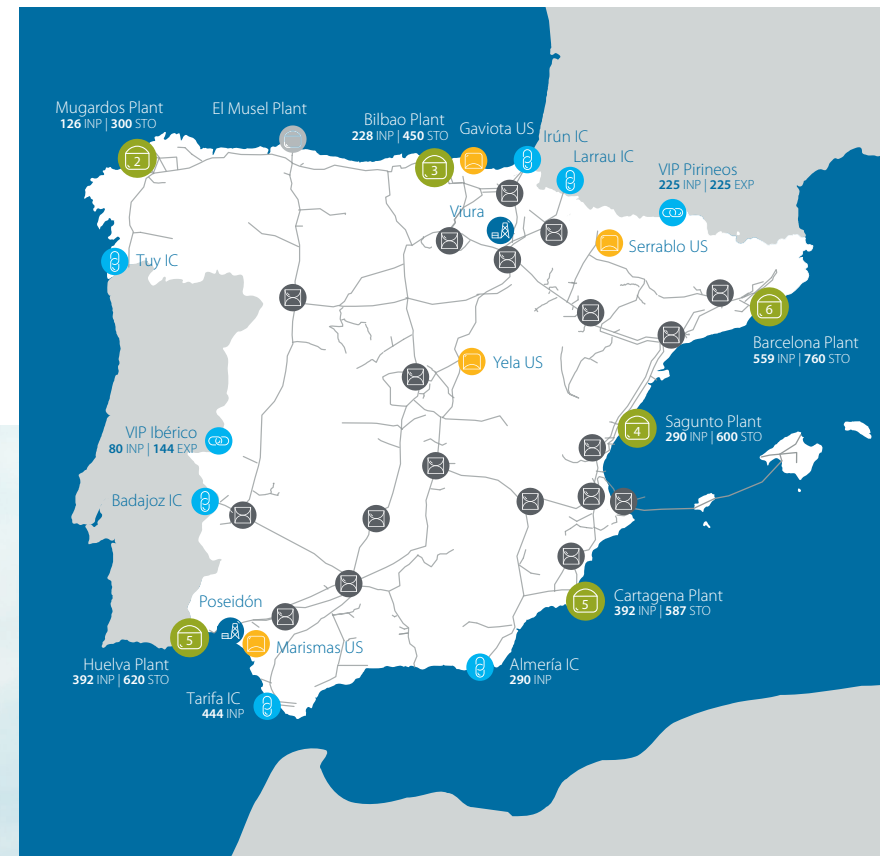 Mugardos Plant
126 INP | 300 STO
2
El Musel Plant
Bilbao Plant
228 INP | 450 STO
3
Gaviota US
Irún IC
Larrau IC
VIP Pirineos
225 INP | 225 EXP
Viura
Serrablo US
Tuy IC
6
Barcelona Plant
559 INP | 760 STO
Yela US
Sagunto Plant
290 INP | 600 STO
4
VIP Ibérico
80 INP | 144 EXP
Badajoz IC
Cartagena Plant
392 INP | 587 STO
5
Poseidón
Marismas US
5
Huelva Plant
392 INP | 620 STO
Almería IC
290 INP
Tarifa IC
444 INP